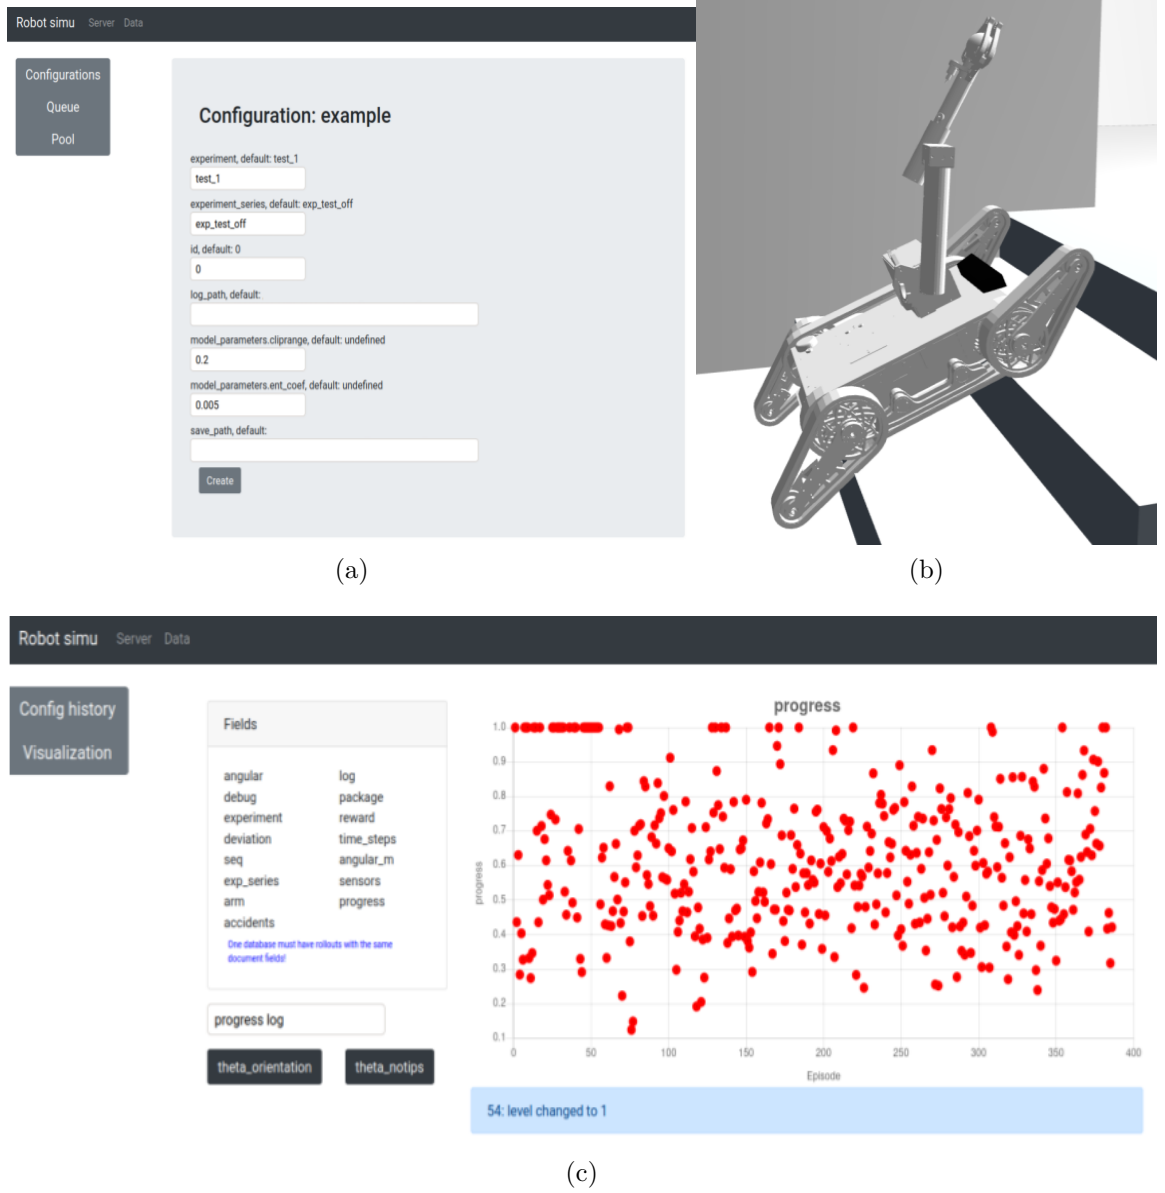 Robot simu Server Data
Configurations
Queue
Pool
Configuration: example
experiment, default: test_1
test_1
experiment_series, default: exp_test_off
exp_test_off
id, default: 0
0
log_path, default:
model_parameters.cliprange, default: undefined
0.2
model_parameters.ent_coef, default: undefined
0.005
save_path, default:
Create
(a)
(b)
Robot simu Server Data
Config history
Visualization
Fields
angular log
debug package
experiment reward
deviation time_steps
seq angular_m
exp_series sensors
arm progress
accidents
One database must have rollouts with the same
document fields!
progress log
theta_orientation theta_notips
progress
1.0
0.9
0.8
0.7
0.6
0.5
0.4
0.3
0.2
0.1
progress
0 50 100 150 200 250 300 350 400
Episode
54: level changed to 1
(c)